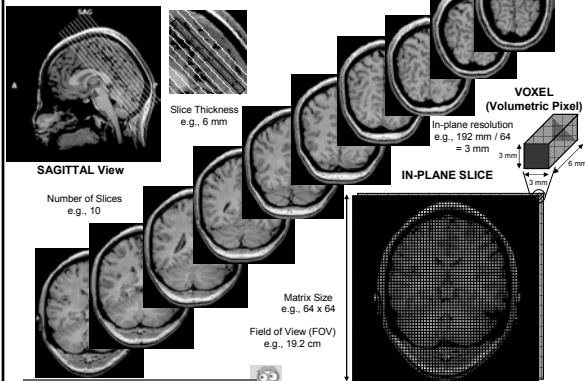 SAG
A
Slice Thickness
e.g., 6 mm
VOXEL
(Volumetric Pixel)
In-plane resolution
e.g., 192 mm / 64
= 3 mm
3 mm
6 mm
3 mm
SAGITTAL View
IN-PLANE SLICE
Number of Slices
e.g., 10
Matrix Size
e.g., 64 x 64
Field of View (FOV)
e.g., 19.2 cm